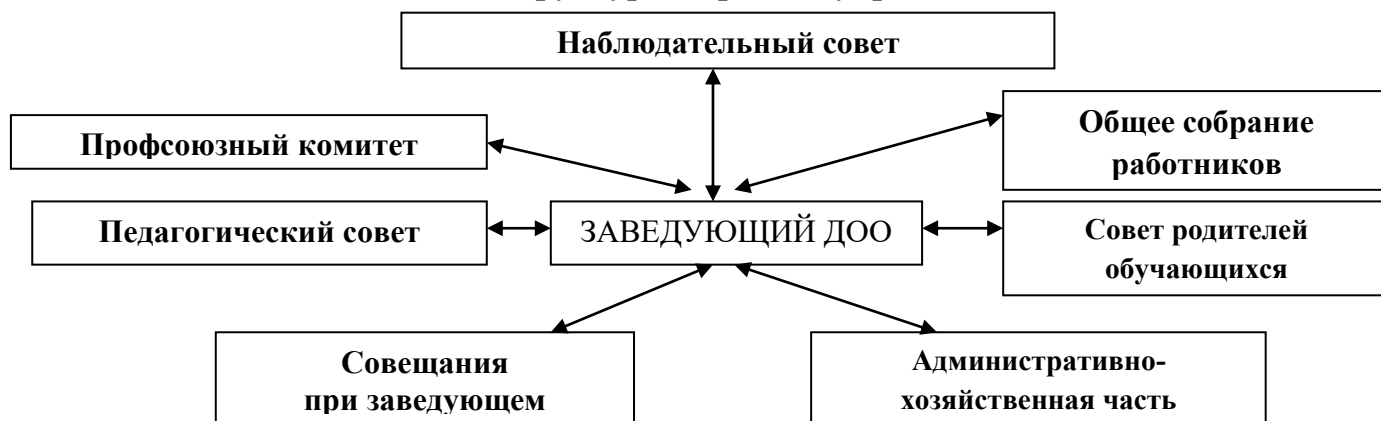 Наблюдательный совет
Профсоюзный комитет
Общее собрание
работников
Педагогический совет
ЗАВЕДУЮЩИЙ ДОО
Совет родителей
обучающихся
Совещания
при заведующем
Административно-
хозяйственная часть